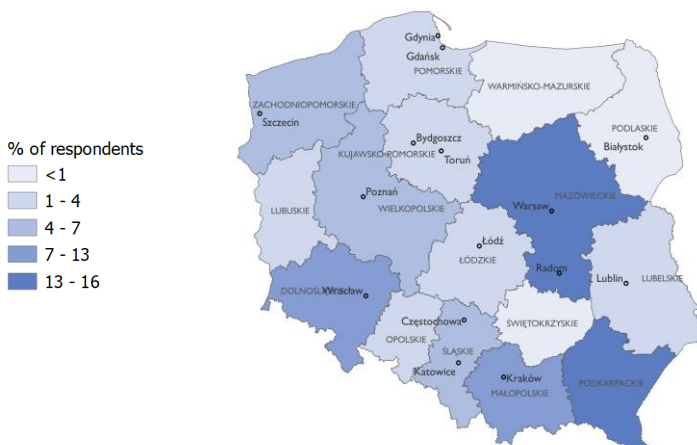 % of respondents
<1
1 - 4
4 - 7
7 - 13
13 - 16
Gdynia
Gdańsk
POMORSKIE
WARMIŃSKO-MAZURSKIE
ZACHODNIOPOMORSKIE
Szczecin
PODLASKIE
Białystok
Bydgoszcz
KUJAWSKO-POMORSKIE
Toruń
Poznań
WIELKOPOLSKIE
LUBUSKIE
MAZOWIECKIE
Warsaw
Łódź
ŁÓDZKIE
Radom
Lublin
LUBELSKIE
Wrocław
Częstochowa
ŚWIĘTOKRZYSKIE
OPOLSKIE
ŚLĄSKIE
Katowice
Kraków
MAŁOPOLSKIE
PODKARPACKIE